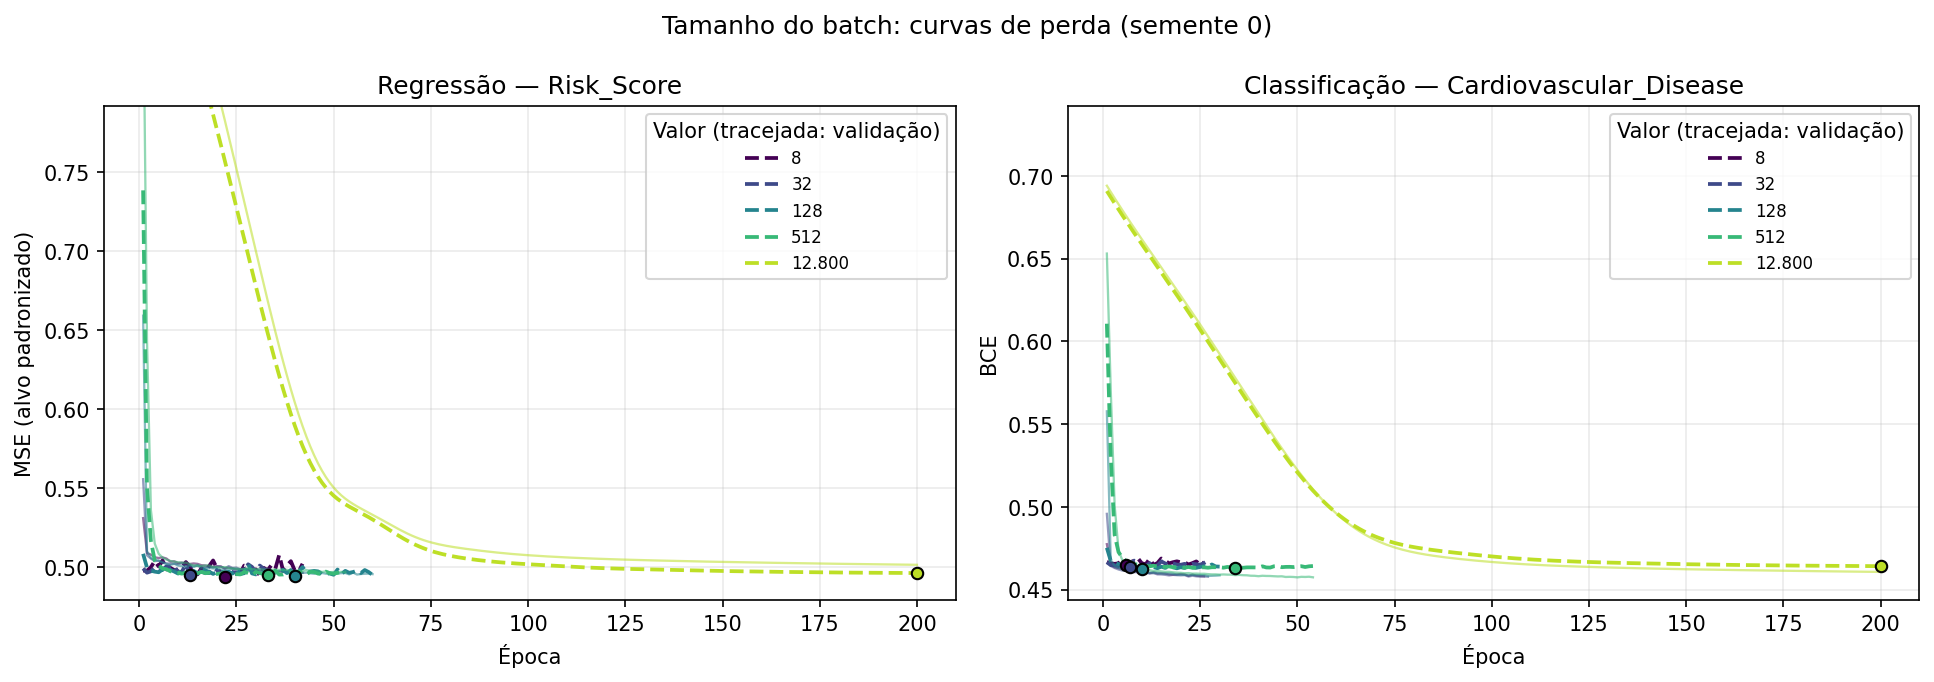 Tamanho do batch: curvas de perda (semente 0)
Regressão — Risk_Score
MSE (alvo padronizado)
0.75
0.70
0.65
0.60
0.55
0.50
Valor (tracejada: validação)
8
32
128
512
12.800
0 25 50 75 100 125 150 175 200
Época
Classificação — Cardiovascular_Disease
BCE
0.70
0.65
0.60
0.55
0.50
0.45
Valor (tracejada: validação)
8
32
128
512
12.800
0 25 50 75 100 125 150 175 200
Época